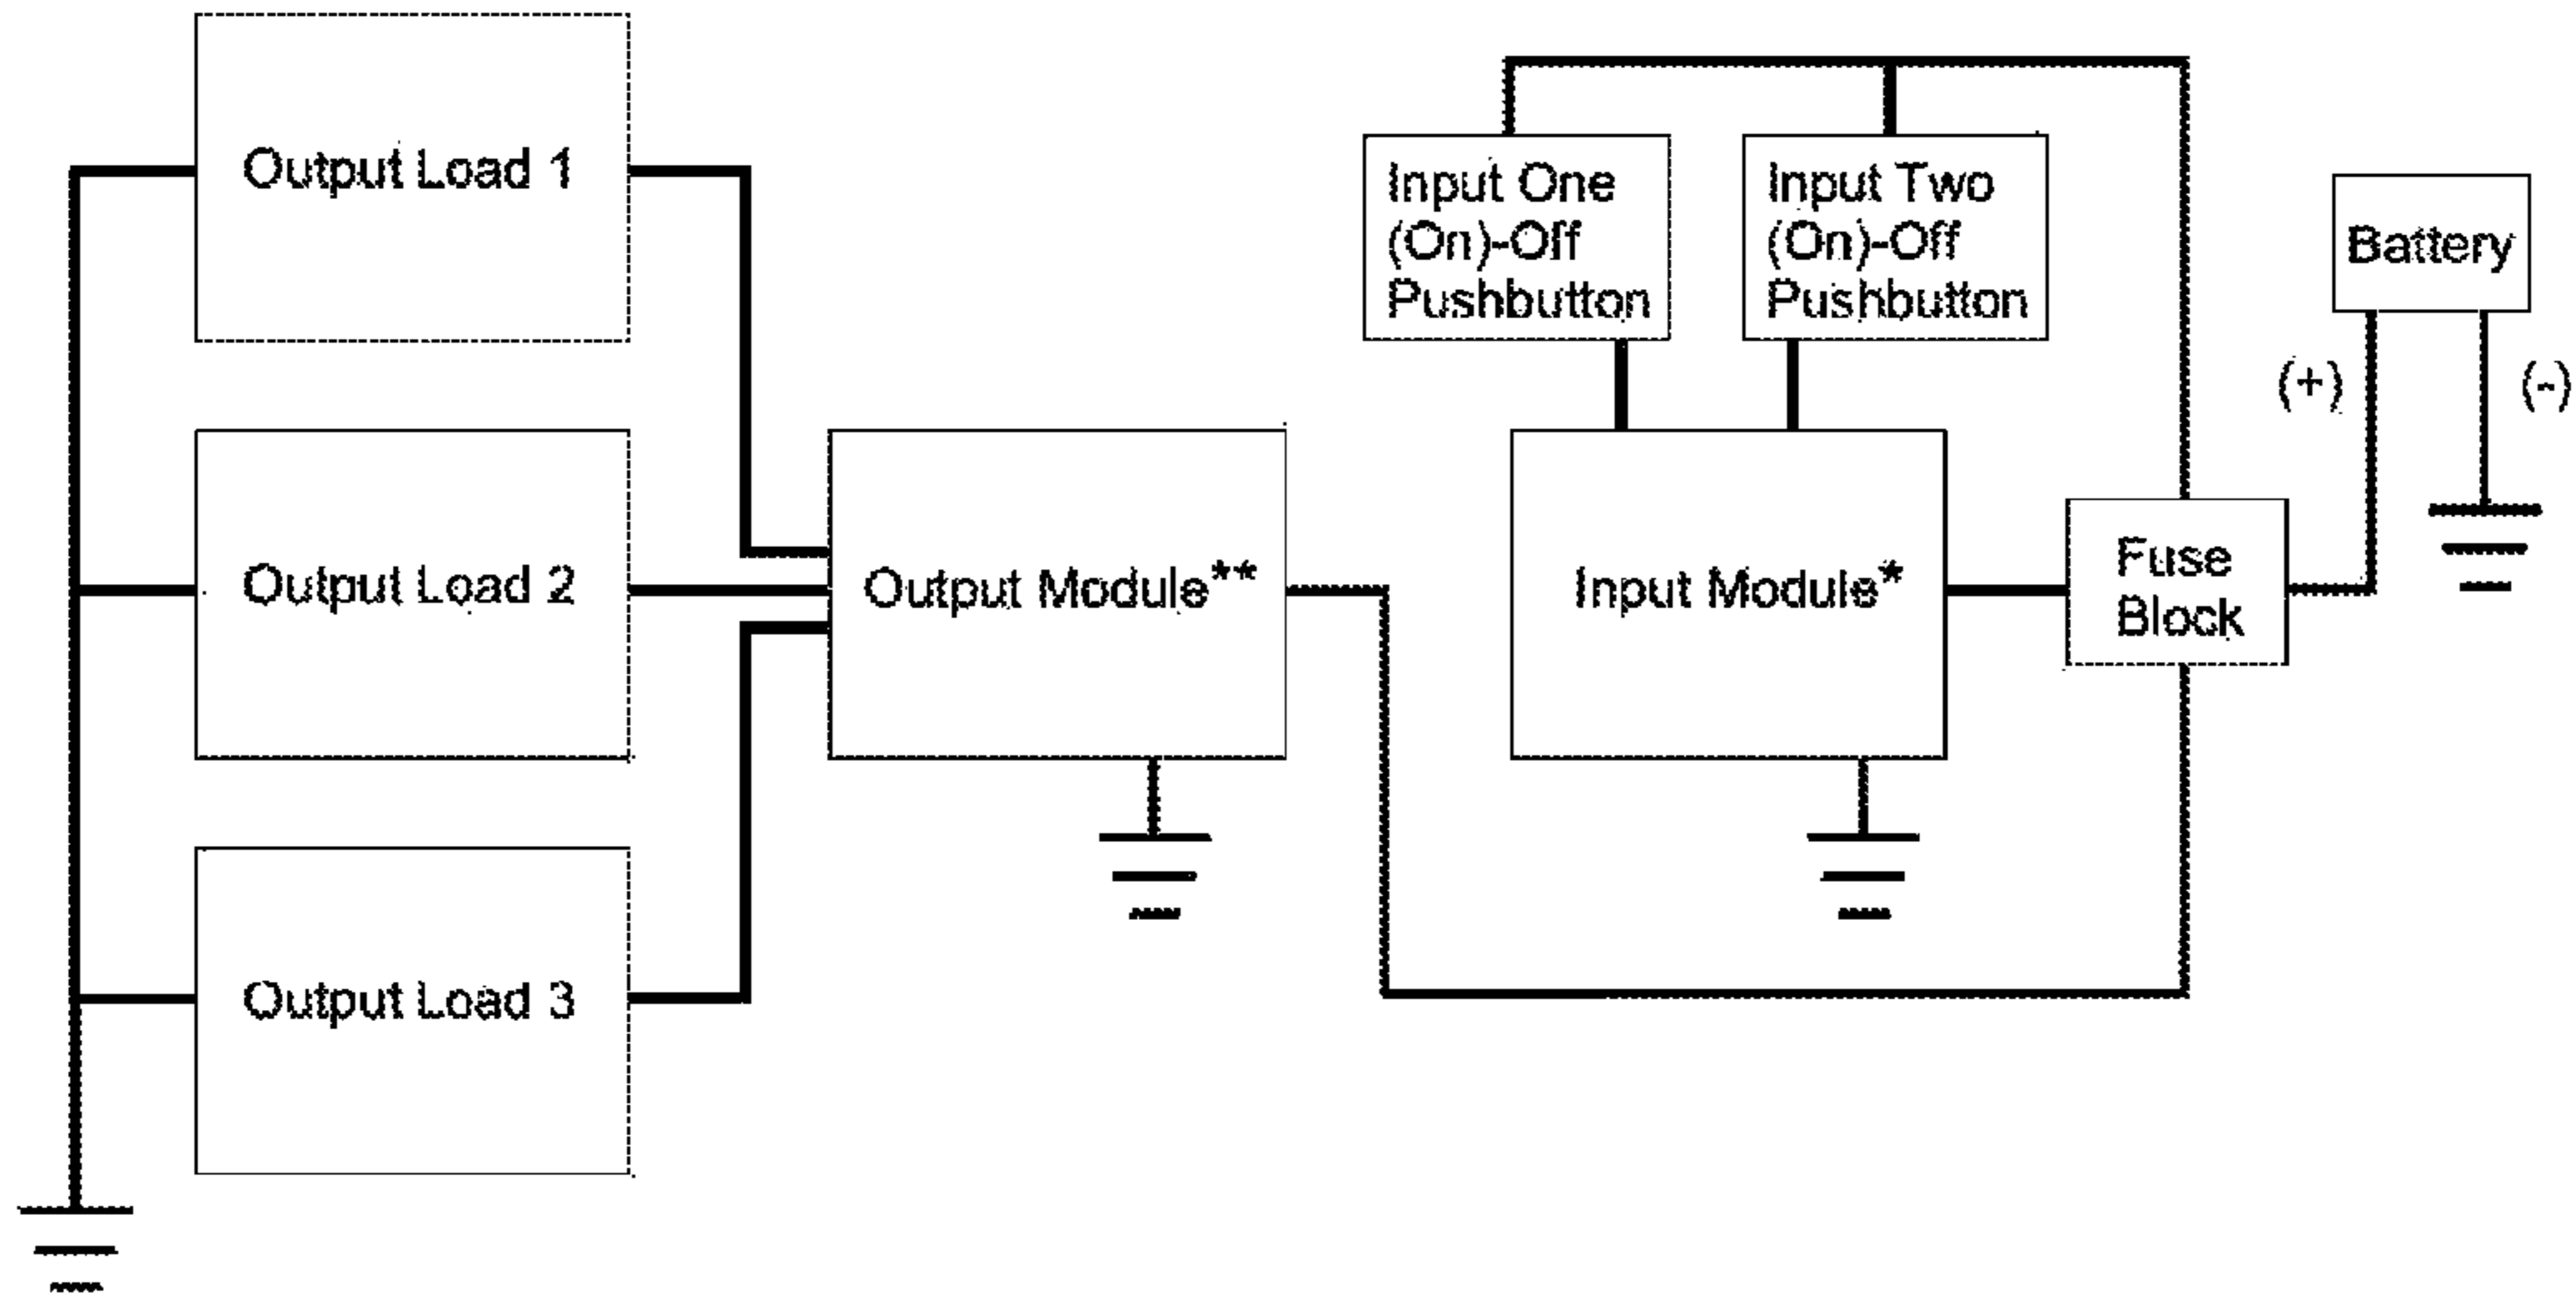 Output Load 1
Input One
(On)-Off
Pushbutton
Input Two
(On)-Off
Pushbutton
Battery
(+)
(-)
Output Load 2
Output Module**
Input Module*
Fuse
Block
Output Load 3